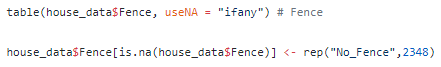 table(house_data$Fence, useNA = "ifany") # Fence
house_data$Fence[is.na(house_data$Fence)] <- rep("No_Fence",2348)